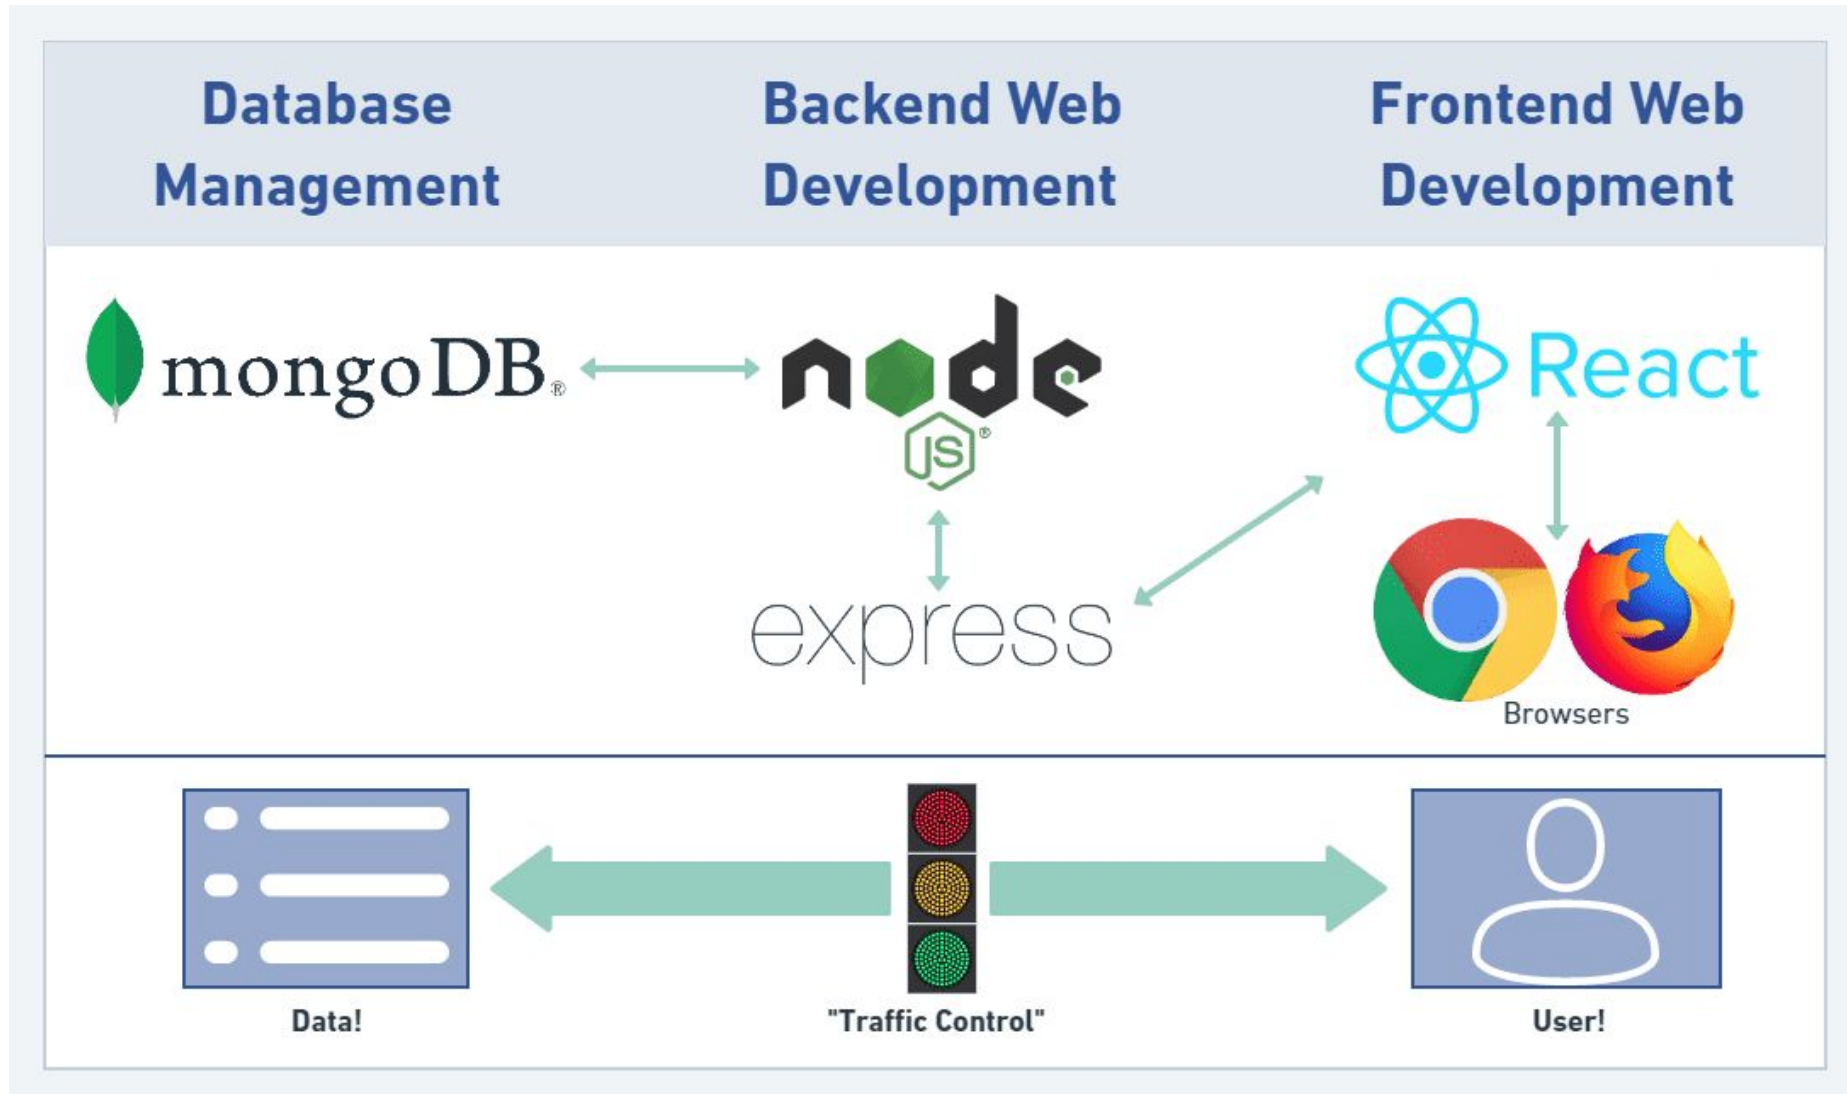 Database
Management
Backend Web
Development
Frontend Web
Development
mongoDB®
node
JS®
React
express
Browsers
Data!
"Traffic Control"
User!